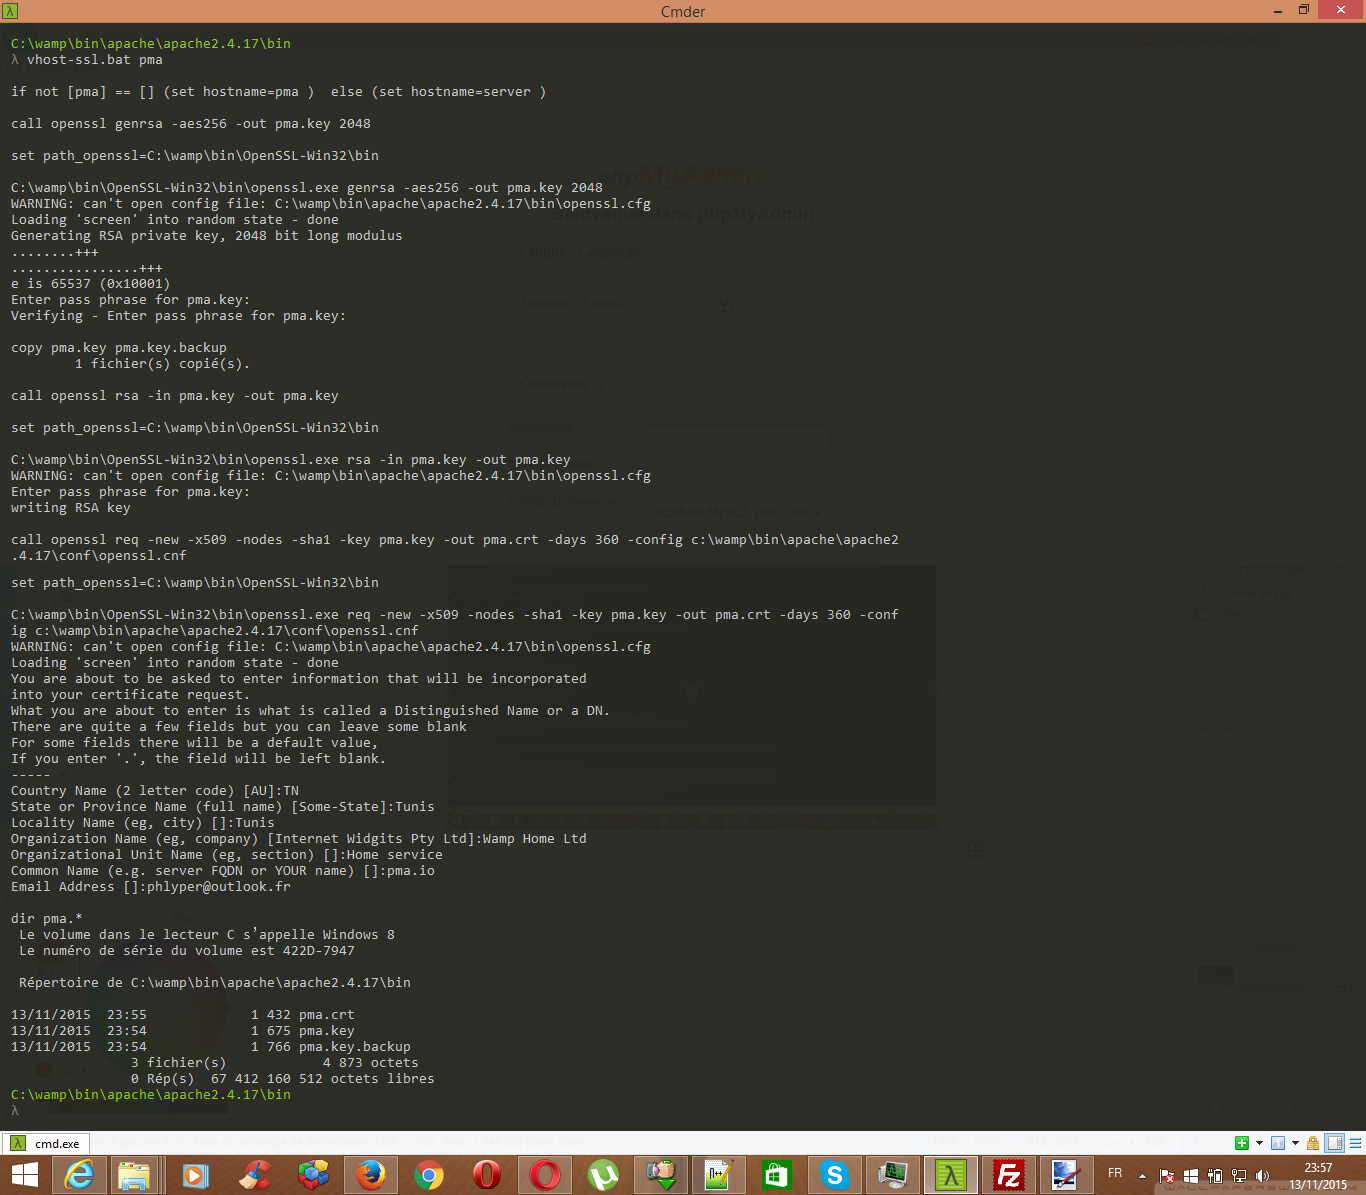 Cmder
C:\wamp\bin\apache\apache2.4.17\bin
λ vhost-ssl.bat pma
if not [pma] == [] (set hostname=pma )  else (set hostname=server )
call openssl genrsa -aes256 -out pma.key 2048
set path_openssl=C:\wamp\bin\OpenSSL-Win32\bin
C:\wamp\bin\OpenSSL-Win32\bin\openssl.exe genrsa -aes256 -out pma.key 2048
WARNING: can't open config file: C:\wamp\bin\apache\apache2.4.17\bin\openssl.cfg
Loading 'screen' into random state - done
Generating RSA private key, 2048 bit long modulus
........+++
................+++
e is 65537 (0x10001)
Enter pass phrase for pma.key:
Verifying - Enter pass phrase for pma.key:
copy pma.key pma.key.backup
        1 fichier(s) copié(s).
call openssl rsa -in pma.key -out pma.key
set path_openssl=C:\wamp\bin\OpenSSL-Win32\bin
C:\wamp\bin\OpenSSL-Win32\bin\openssl.exe rsa -in pma.key -out pma.key
WARNING: can't open config file: C:\wamp\bin\apache\apache2.4.17\bin\openssl.cfg
Enter pass phrase for pma.key:
writing RSA key
call openssl req -new -x509 -nodes -sha1 -key pma.key -out pma.crt -days 360 -config c:\wamp\bin\apache\apache2
.4.17\conf\openssl.cnf
set path_openssl=C:\wamp\bin\OpenSSL-Win32\bin
C:\wamp\bin\OpenSSL-Win32\bin\openssl.exe req -new -x509 -nodes -sha1 -key pma.key -out pma.crt -days 360 -conf
ig c:\wamp\bin\apache\apache2.4.17\conf\openssl.cnf
WARNING: can't open config file: C:\wamp\bin\apache\apache2.4.17\bin\openssl.cfg
Loading 'screen' into random state - done
You are about to be asked to enter information that will be incorporated
into your certificate request.
What you are about to enter is what is called a Distinguished Name or a DN.
There are quite a few fields but you can leave some blank
For some fields there will be a default value,
If you enter '.', the field will be left blank.
-----
Country Name (2 letter code) [AU]:TN
State or Province Name (full name) [Some-State]:Tunis
Locality Name (eg, city) []:Tunis
Organization Name (eg, company) [Internet Widgits Pty Ltd]:Wamp Home Ltd
Organizational Unit Name (eg, section) []:Home service
Common Name (e.g. server FQDN or YOUR name) []:pma.io
Email Address []:phlyper@outlook.fr
dir pma.*
 Le volume dans le lecteur C s’appelle Windows 8
 Le numéro de série du volume est 422D-7947
 Répertoire de C:\wamp\bin\apache\apache2.4.17\bin
13/11/2015  23:55             1 432 pma.crt
13/11/2015  23:54             1 675 pma.key
13/11/2015  23:54             1 766 pma.key.backup
               3 fichier(s)            4 873 octets
               0 Rép(s)  67 412 160 512 octets libres
C:\wamp\bin\apache\apache2.4.17\bin
λ
phpMyAdmin
Bienvenue dans phpMyAdmin
Langue - Language
Français - French
Connexion
cmd.exe
FR
23:57
13/11/2015